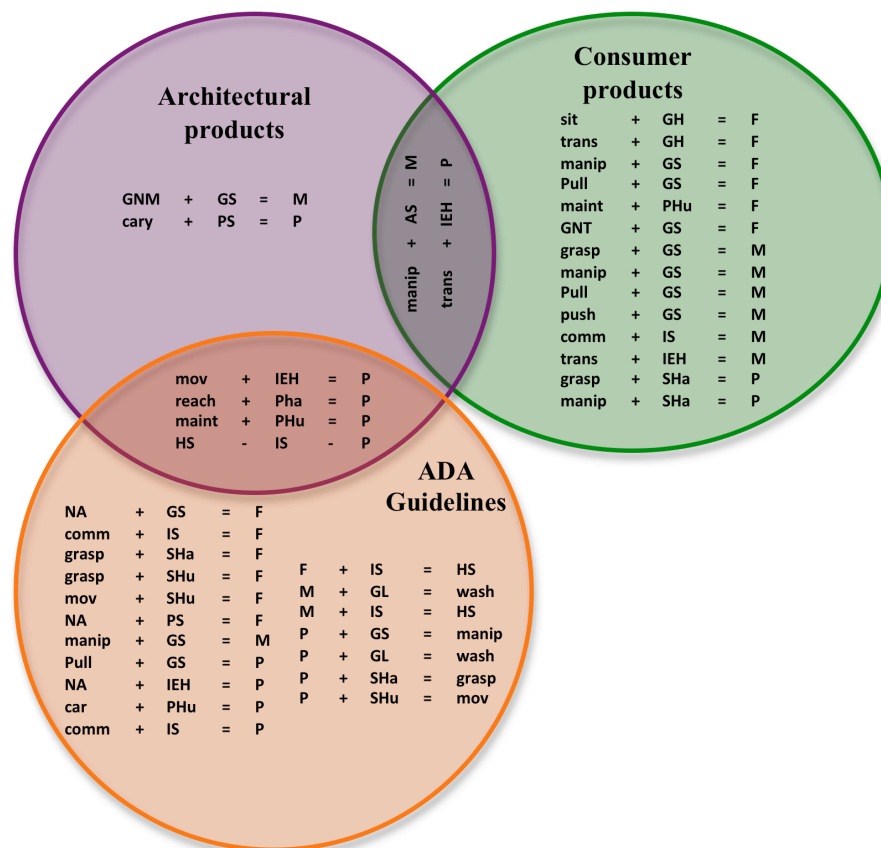 Architectural
products
GNM + GS = M
cary + PS = P
manip + AS = M
trans + IEH = P
Consumer
products
sit + GH = F
trans + GH = F
manip + GS = F
Pull + GS = F
maint + PHu = F
GNT + GS = F
grasp + GS = M
manip + GS = M
Pull + GS = M
push + GS = M
comm + IS = M
trans + IEH = M
grasp + SHa = P
manip + SHa = P
mov + IEH = P
reach + Pha = P
maint + PHu = P
HS - IS - P
ADA
Guidelines
NA + GS = F
comm + IS = F
grasp + SHa = F
grasp + SHu = F
mov + SHu = F
NA + PS = F
manip + GS = M
Pull + GS = P
NA + IEH = P
car + PHu = P
comm + IS = P
F + IS = HS
M + GL = wash
M + IS = HS
P + GS = manip
P + GL = wash
P + SHa = grasp
P + SHu = mov